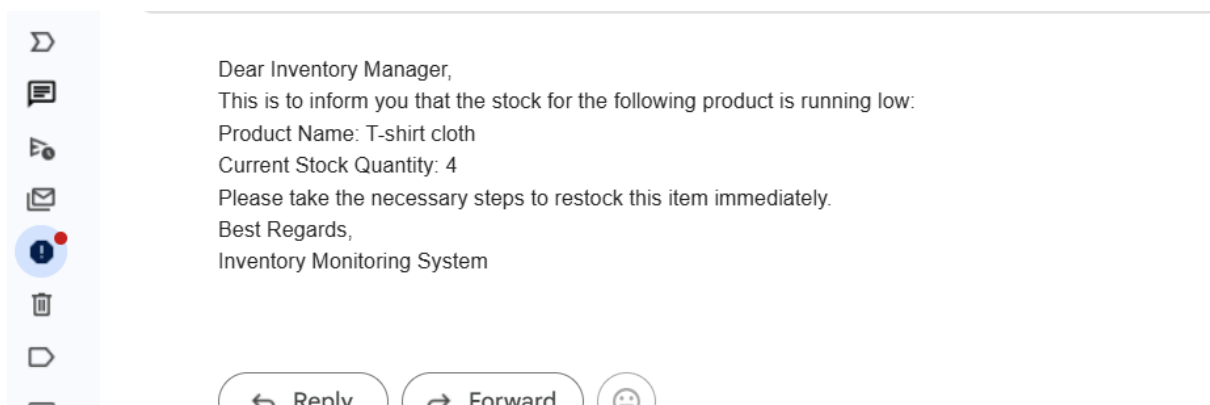 Dear Inventory Manager,
This is to inform you that the stock for the following product is running low:
Product Name: T-shirt cloth
Current Stock Quantity: 4
Please take the necessary steps to restock this item immediately.
Best Regards,
Inventory Monitoring System
Reply
Forward